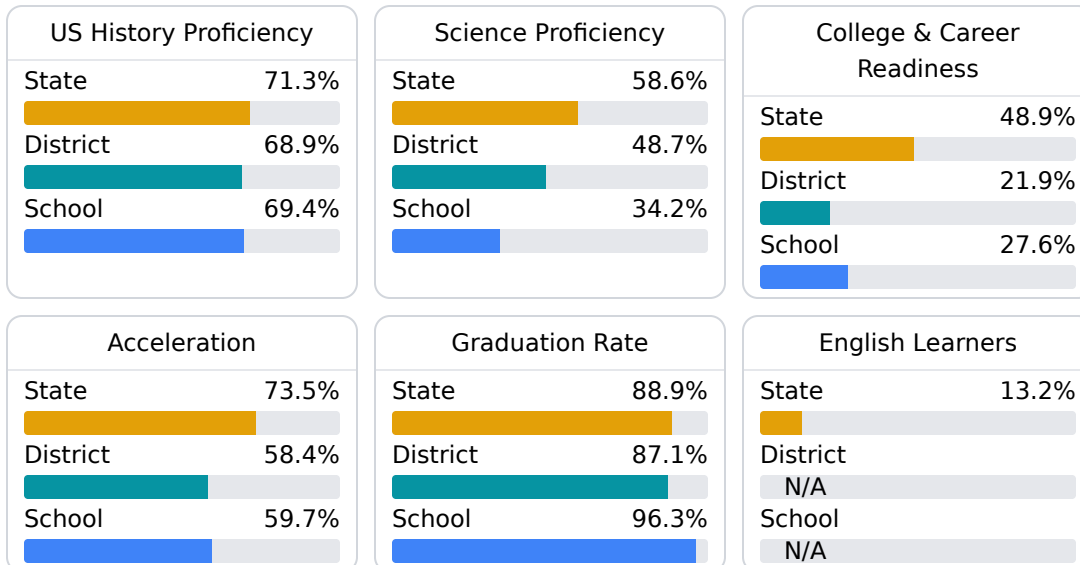 US History Proficiency
State 71.3%
District 68.9%
School 69.4%
Science Proficiency
State 58.6%
District 48.7%
School 34.2%
College & Career
Readiness
State 48.9%
District 21.9%
School 27.6%
Acceleration
State 73.5%
District 58.4%
School 59.7%
Graduation Rate
State 88.9%
District 87.1%
School 96.3%
English Learners
State 13.2%
District
N/A
School
N/A